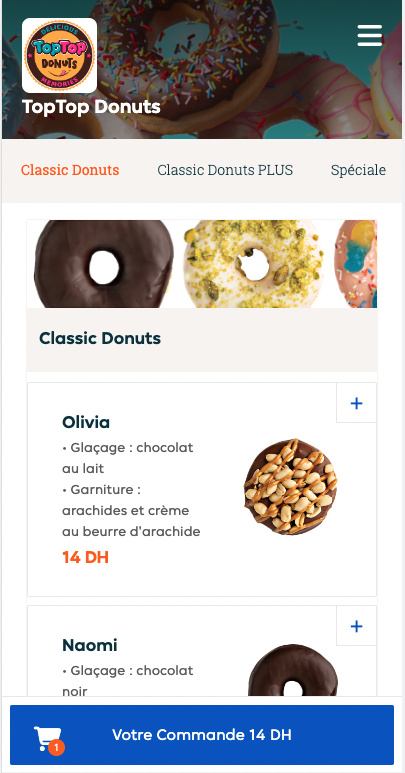 DELICIOUS
TopTop
DONUTS
MEMORIES
TopTop Donuts
Classic Donuts
Classic Donuts PLUS
Spéciale
Classic Donuts
+
Olivia
• Glaçage : chocolat
au lait
• Garniture :
arachides et crème
au beurre d'arachide
14 DH
+
Naomi
• Glaçage : chocolat
noir
1
Votre Commande 14 DH